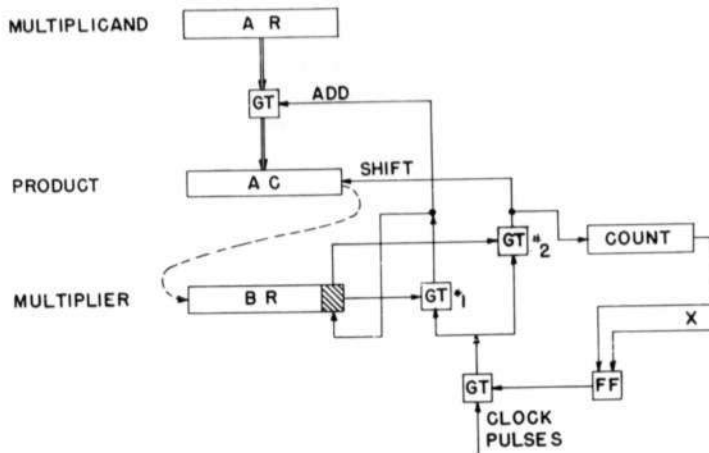 MULTIPLICAND
A R
GT
ADD
PRODUCT
A C
SHIFT
GT #2
COUNT
MULTIPLIER
B R
GT #1
X
GT
FF
CLOCK
PULSES